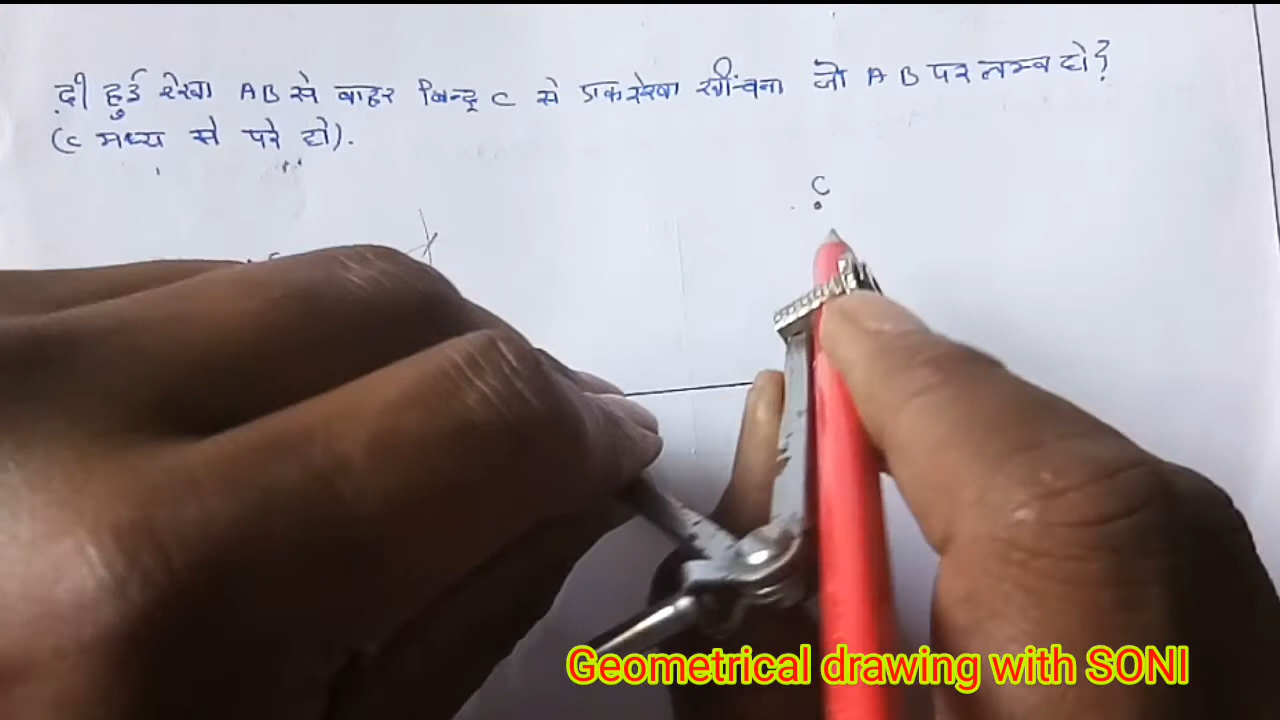 दी हुई रेखा AB से बाहर बिन्दू C से एक रेखा खींचना जो AB पर लम्ब हो?
(C मध्य से परे हो).
C
Geometrical drawing with SONI